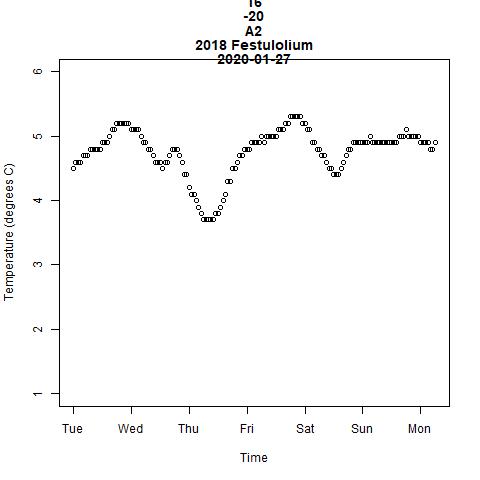 16
-20
A2
2018 Festulolium
2020-01-27
Temperature (degrees C)
6
5
4
3
2
1
Tue Wed Thu Fri Sat Sun Mon
Time